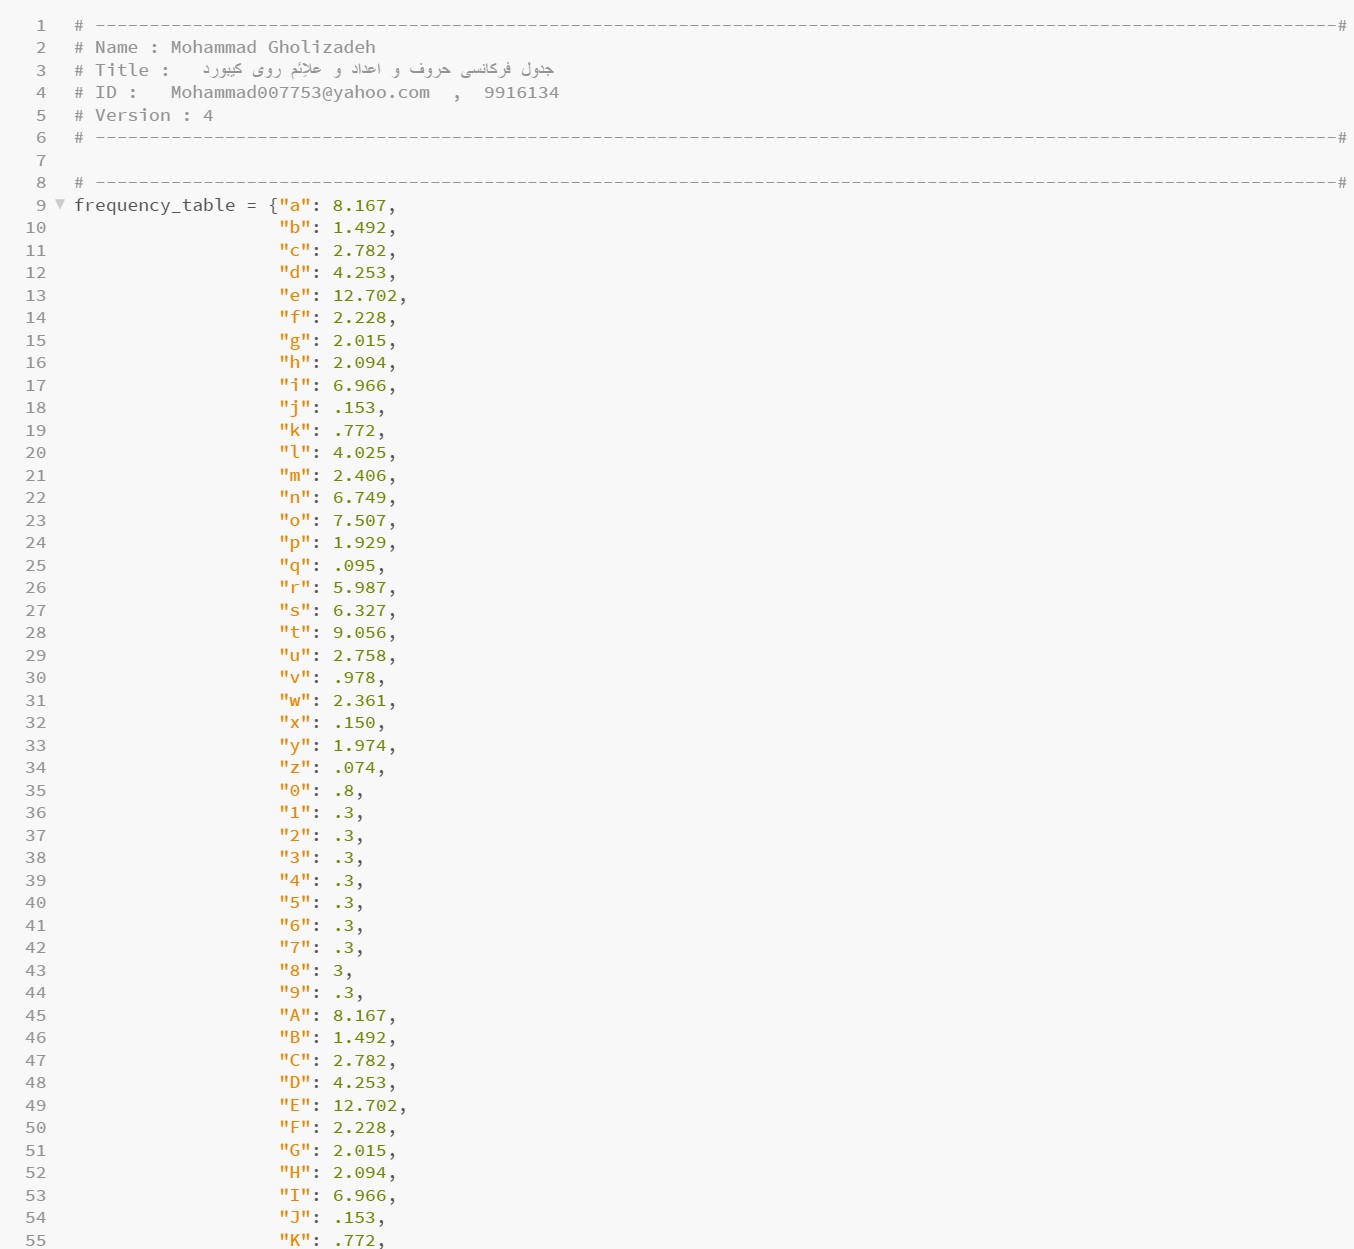 1 # -------------------------------------------------------------------------------------------------------------------#
2 # Name : Mohammad Gholizadeh
3 # Title :   جدول فرکانسی حروف و اعداد و علائم روی کیبورد
4 # ID :   Mohammad007753@yahoo.com  ,  9916134
5 # Version : 4
6 # -------------------------------------------------------------------------------------------------------------------#
7
8 # -------------------------------------------------------------------------------------------------------------------#
9 ▼ frequency_table = {"a": 8.167,
10 "b": 1.492,
11 "c": 2.782,
12 "d": 4.253,
13 "e": 12.702,
14 "f": 2.228,
15 "g": 2.015,
16 "h": 2.094,
17 "i": 6.966,
18 "j": .153,
19 "k": .772,
20 "l": 4.025,
21 "m": 2.406,
22 "n": 6.749,
23 "o": 7.507,
24 "p": 1.929,
25 "q": .095,
26 "r": 5.987,
27 "s": 6.327,
28 "t": 9.056,
29 "u": 2.758,
30 "v": .978,
31 "w": 2.361,
32 "x": .150,
33 "y": 1.974,
34 "z": .074,
35 "0": .8,
36 "1": .3,
37 "2": .3,
38 "3": .3,
39 "4": .3,
40 "5": .3,
41 "6": .3,
42 "7": .3,
43 "8": 3,
44 "9": .3,
45 "A": 8.167,
46 "B": 1.492,
47 "C": 2.782,
48 "D": 4.253,
49 "E": 12.702,
50 "F": 2.228,
51 "G": 2.015,
52 "H": 2.094,
53 "I": 6.966,
54 "J": .153,
55 "K": .772,